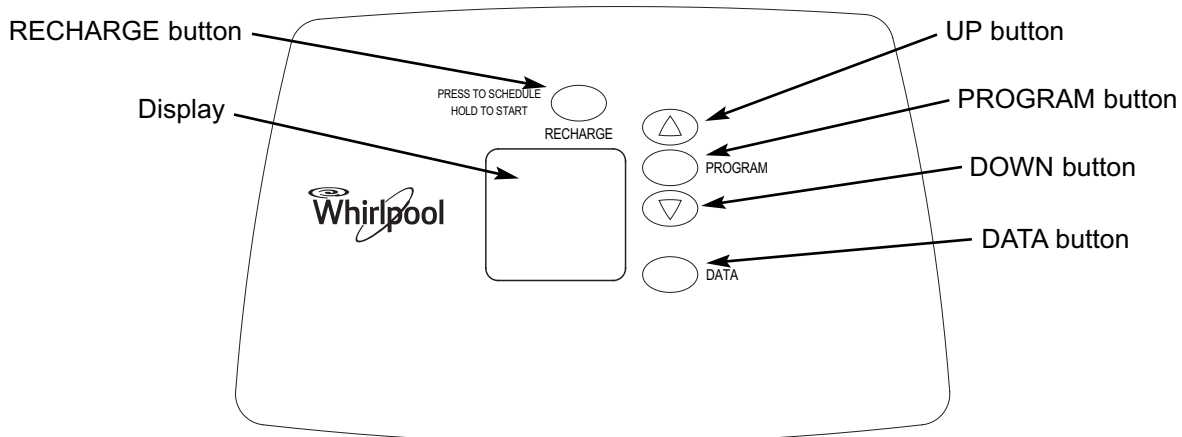 RECHARGE button
UP button
PRESS TO SCHEDULE
HOLD TO START
Display
PROGRAM button
RECHARGE
PROGRAM
DOWN button
Whirlpool
DATA button
DATA